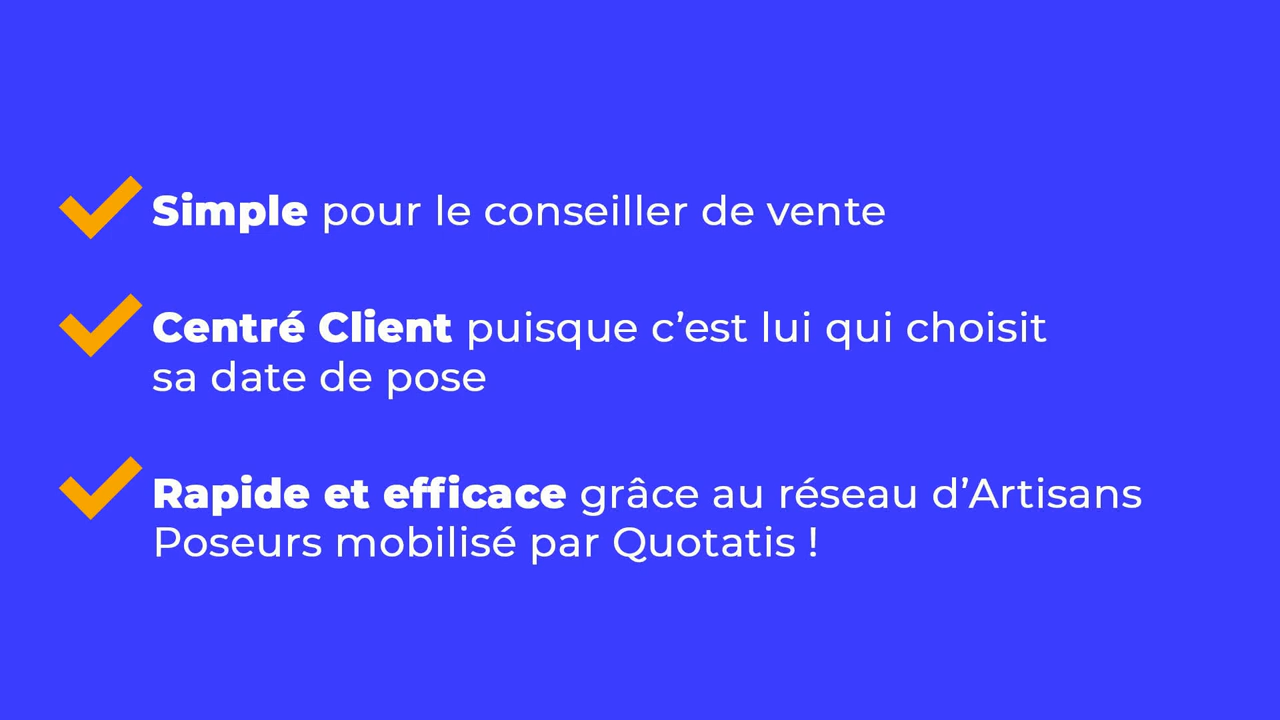 Simple pour le conseiller de vente
Centré Client puisque c’est lui qui choisit
sa date de pose
Rapide et efficace grâce au réseau d’Artisans
Poseurs mobilisé par Quotatis !